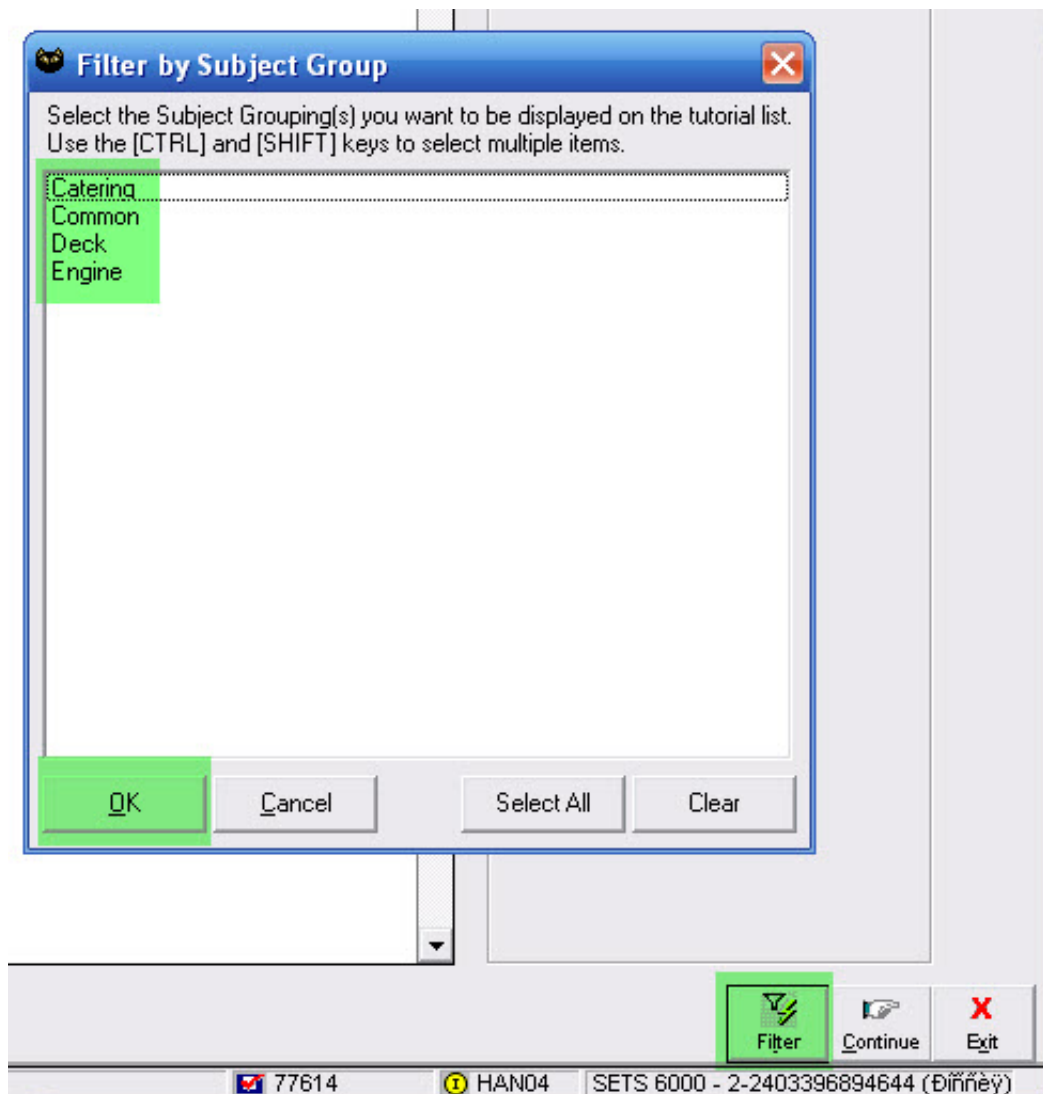 Filter by Subject Group
Select the Subject Grouping(s) you want to be displayed on the tutorial list.
Use the [CTRL] and [SHIFT] keys to select multiple items.
Catering
Common
Deck
Engine
OK
Cancel
Select All
Clear
Filter
Continue
Exit
77614
HAN04
SETS 6000 - 2-2403396894644 (Ðîññèÿ)